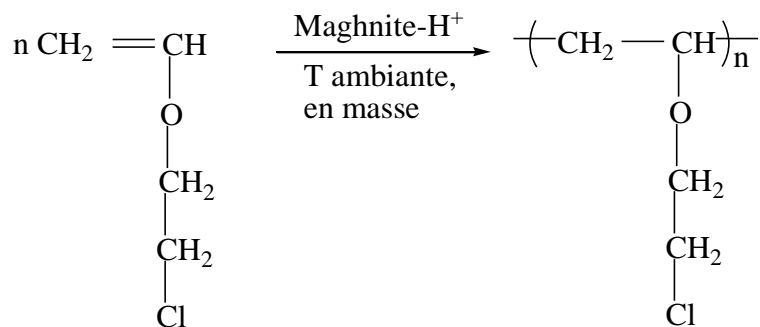 n CH2 CH
O
CH2
CH2
Cl
Maghnite-H+
T ambiante,
en masse
( CH2 CH )n
O
CH2
CH2
Cl